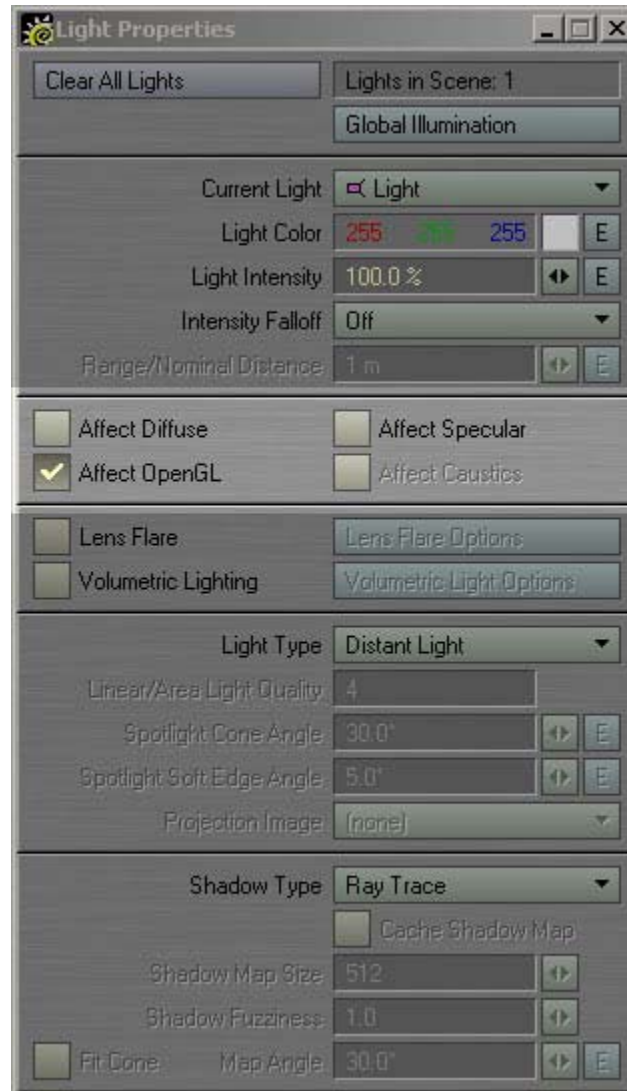 Light Properties
Clear All Lights Lights in Scene: 1
Global Illumination
Current Light Light
Light Color 255 255 255 E
Light Intensity 100.0 % E
Intensity Falloff Off
Range/Nominal Distance 1 m E
Affect Diffuse Affect Specular
Affect OpenGL Affect Caustics
Lens Flare Lens Flare Options
Volumetric Lighting Volumetric Light Options
Light Type Distant Light
Linear/Area Light Quality 4
Spotlight Cone Angle 30.0° E
Spotlight Soft Edge Angle 5.0° E
Projection Image (none)
Shadow Type Ray Trace
Cache Shadow Map
Shadow Map Size 512
Shadow Fuzziness 1.0
Fit Cone Map Angle 30.0° E